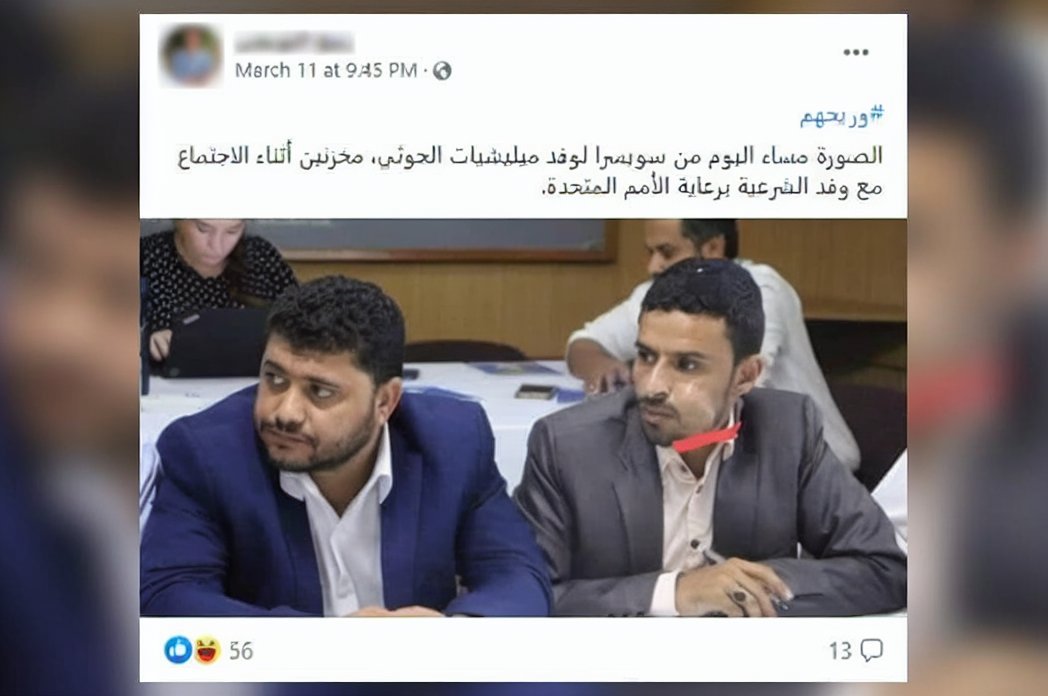 March 11 at 9:45 PM
#وريحهم
الصورة مساء اليوم من سويسرا لوفد ميليشيات الحوثي، مخزنين أثناء الاجتماع
مع وفد الشرعية برعاية الأمم المتحدة.
56
13